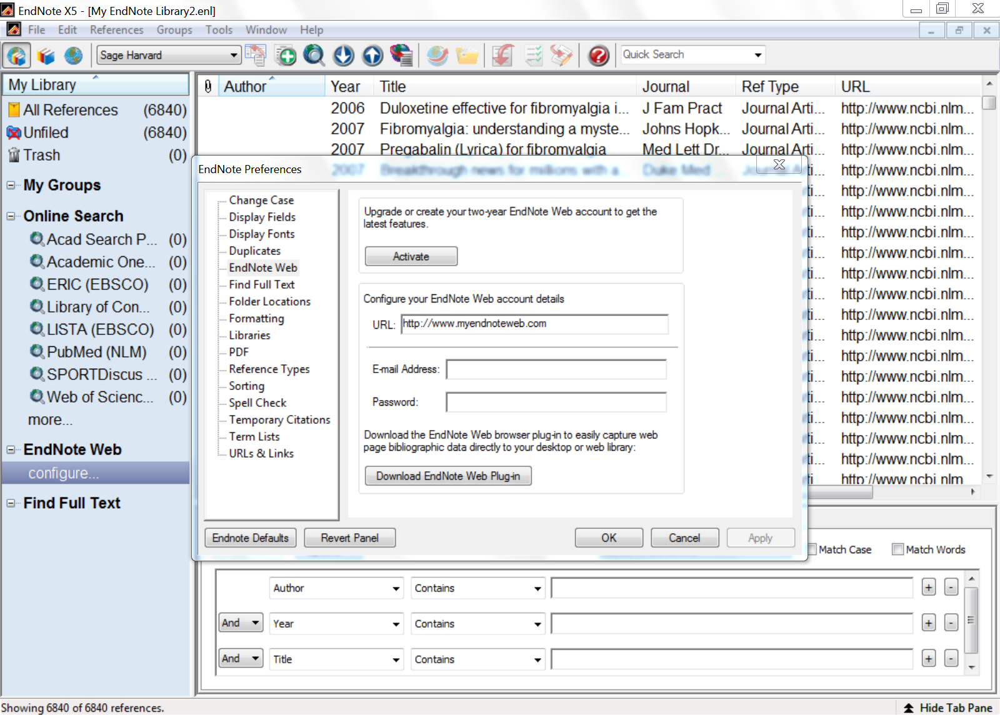 EndNote X5 - [My EndNote Library2.enl]
File Edit References Groups Tools Window Help
Sage Harvard
Quick Search
My Library
All References (6840)
Unfiled (6840)
Trash (0)
My Groups
Online Search
Acad Search P... (0)
Academic One... (0)
ERIC (EBSCO) (0)
Library of Con... (0)
LISTA (EBSCO) (0)
PubMed (NLM) (0)
SPORTDiscus ... (0)
Web of Scienc... (0)
more...
EndNote Web
configure...
Find Full Text
Author Year Title Journal Ref Type URL
2006 Duloxetine effective for fibromyalgia i... J Fam Pract Journal Arti... http://www.ncbi.nlm...
2007 Fibromyalgia: understanding a myste... Johns Hopk... Journal Arti... http://www.ncbi.nlm...
2007 Pregabalin (Lyrica) for fibromyalgia Med Lett Dr... Journal Arti... http://www.ncbi.nlm...
2007 Breakthrough news for millions with a Duke Med Journal Arti... http://www.ncbi.nlm...
http://www.ncbi.nlm...
ti... http://www.ncbi.nlm...
ti... http://www.ncbi.nlm...
ti... http://www.ncbi.nlm...
ti... http://www.ncbi.nlm...
ti... http://www.ncbi.nlm...
ti... http://www.ncbi.nlm...
ti... http://www.ncbi.nlm...
ti... http://www.ncbi.nlm...
ti... http://www.ncbi.nlm...
ti... http://www.ncbi.nlm...
ti... http://www.ncbi.nlm...
ti... http://www.ncbi.nlm...
ti... http://www.ncbi.nlm...
ti http://www.ncbi.nlm
EndNote Preferences
Change Case
Display Fields
Display Fonts
Duplicates
EndNote Web
Find Full Text
Folder Locations
Formatting
Libraries
PDF
Reference Types
Sorting
Spell Check
Temporary Citations
Term Lists
URLs & Links
Upgrade or create your two-year EndNote Web account to get the
latest features.
Activate
Configure your EndNote Web account details
URL: http://www.myendnoteweb.com
E-mail Address:
Password:
Download the EndNote Web browser plug-in to easily capture web
page bibliographic data directly to your desktop or web library:
Download EndNote Web Plug-in
Endnote Defaults Revert Panel OK Cancel Apply
Match Case Match Words
Author Contains + -
And Year Contains + -
And Title Contains + -
Showing 6840 of 6840 references.
Hide Tab Pane